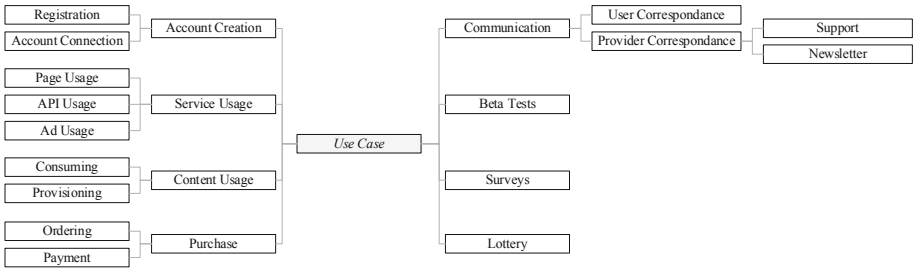 Registration
Account Connection
Account Creation
Page Usage
API Usage
Ad Usage
Service Usage
Consuming
Provisioning
Content Usage
Ordering
Payment
Purchase
Use Case
Communication
User Correspondance
Provider Correspondance
Support
Newsletter
Beta Tests
Surveys
Lottery